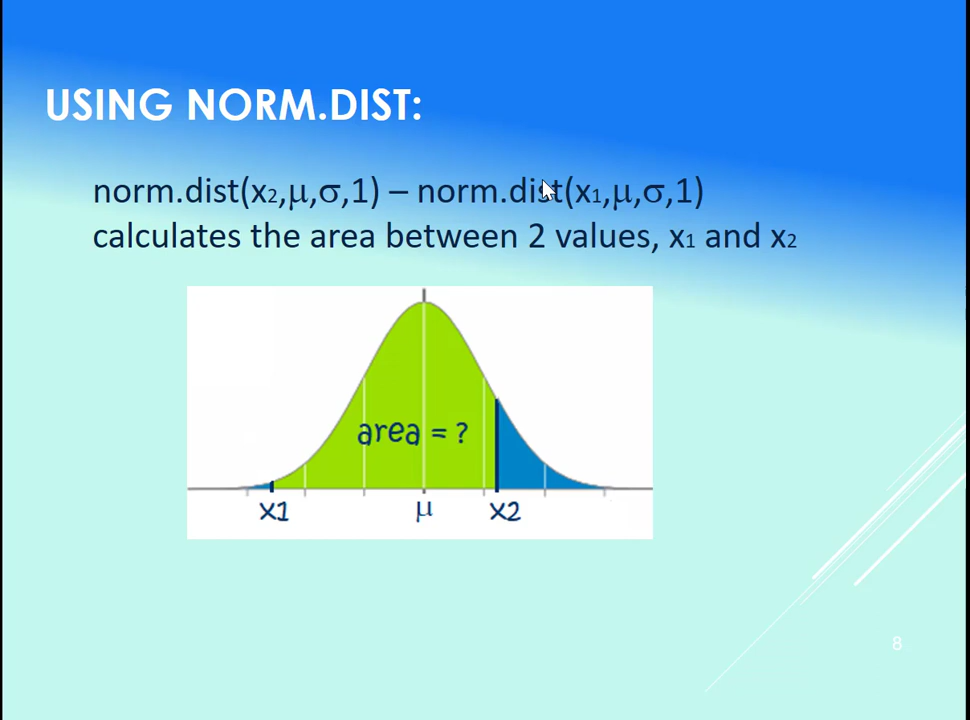 USING NORM.DIST:
norm.dist(x₂,μ,σ,1) – norm.dist(x₁,μ,σ,1)
calculates the area between 2 values, x₁ and x₂
area = ?
x1 μ x2
8